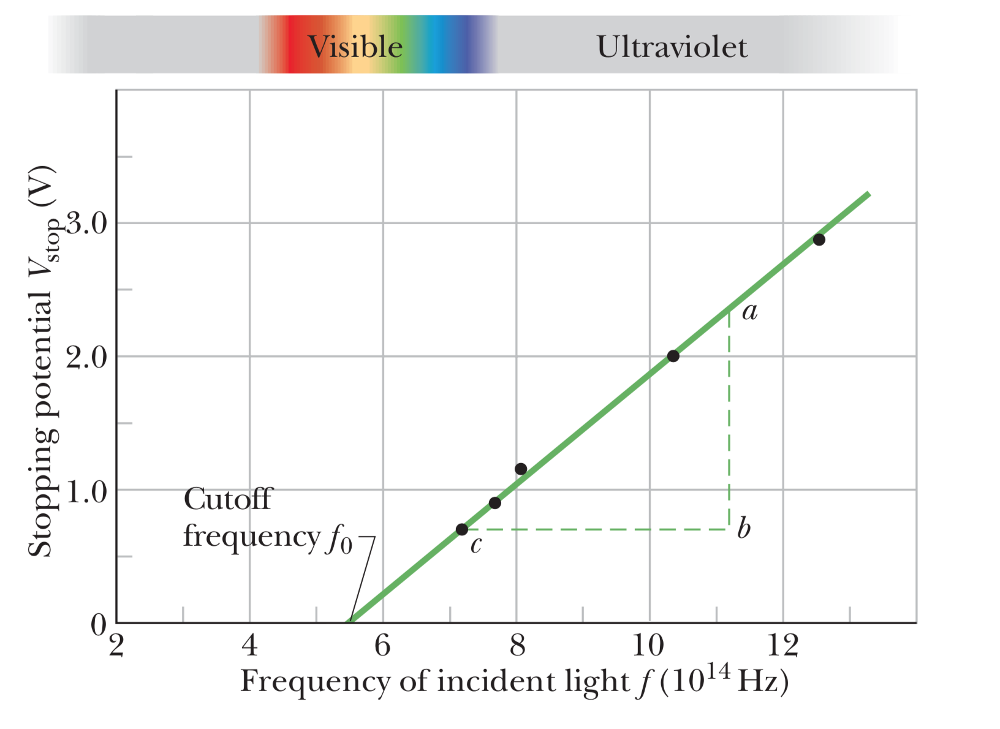 Visible
Ultraviolet
Stopping potential V_stop (V)
3.0
2.0
1.0
0
Cutoff
frequency f₀
a
b
c
2 4 6 8 10 12
Frequency of incident light f (10¹⁴ Hz)